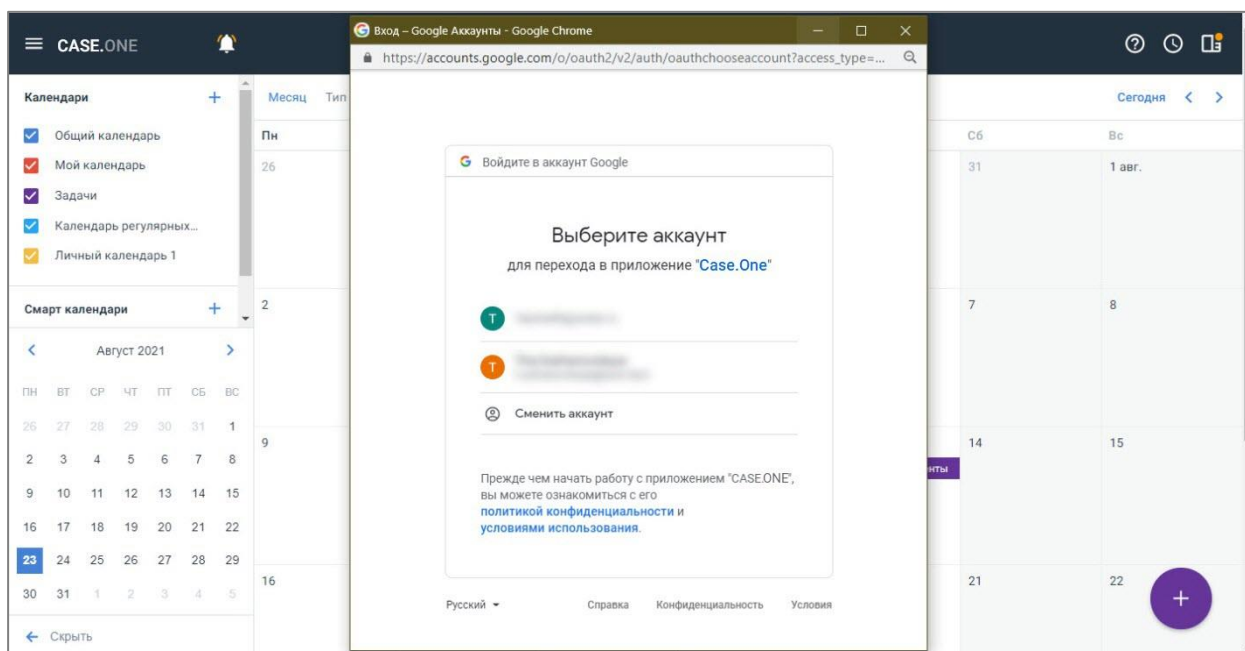 CASE.ONE
Вход – Google Аккаунты - Google Chrome
https://accounts.google.com/o/oauth2/v2/auth/oauthchooseaccount?access_type=...
Календари
Общий календарь
Мой календарь
Задачи
Календарь регулярных...
Личный календарь 1
Смарт календари
Август 2021
ПН ВТ СР ЧТ ПТ СБ ВС
26 27 28 29 30 31 1
2 3 4 5 6 7 8
9 10 11 12 13 14 15
16 17 18 19 20 21 22
23 24 25 26 27 28 29
30 31 1 2 3 4 5
Скрыть
Месяц Тип
Сегодня
Пн
Сб Вс
26
31 1 авг.
2
7 8
9
14 15
нты
16
21 22
Войдите в аккаунт Google
Выберите аккаунт
для перехода в приложение "Case.One"
Т
Т
Сменить аккаунт
Прежде чем начать работу с приложением "CASE.ONE",
вы можете ознакомиться с его
политикой конфиденциальности и
условиями использования.
Русский Справка Конфиденциальность Условия